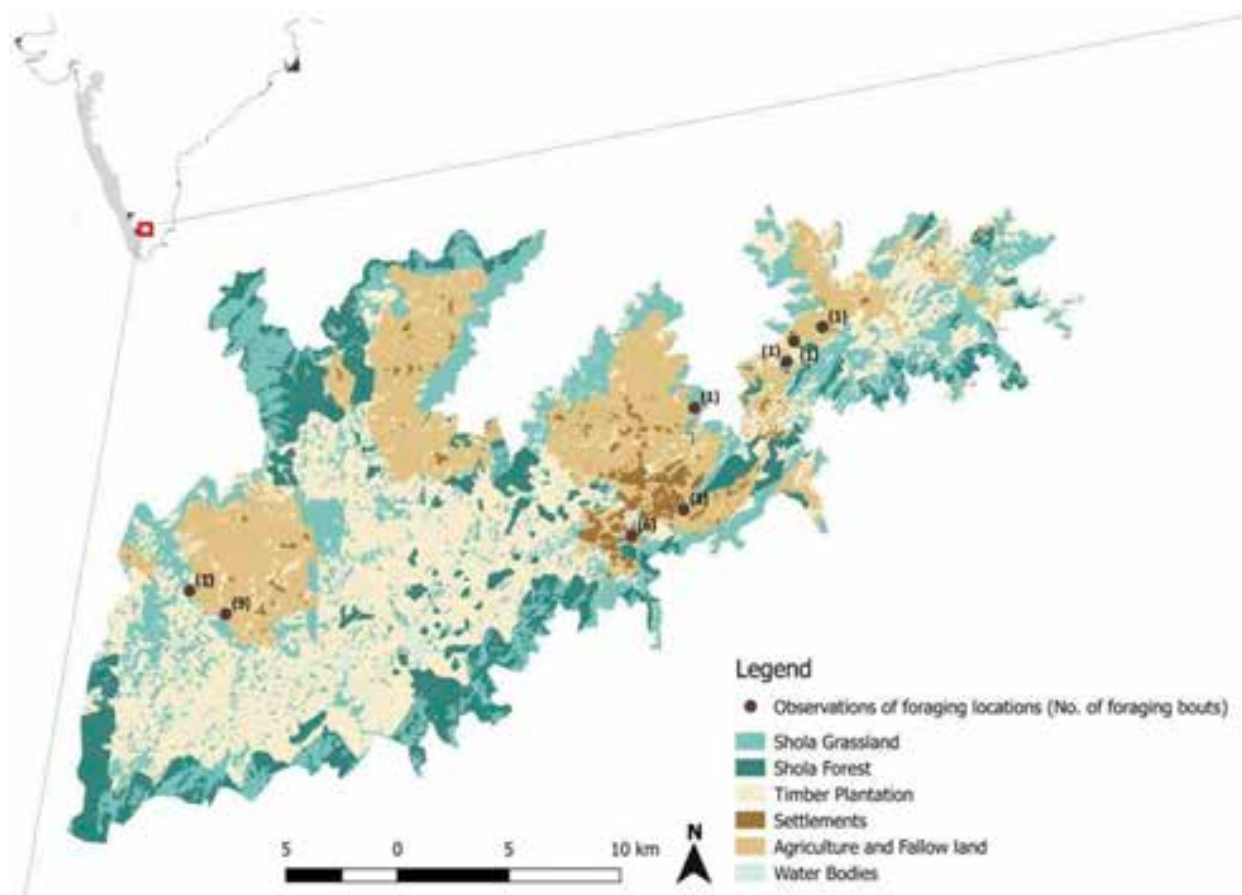 (1)
(1)
(1)
(1)
(6)
(1)
(9)
Legend
Observations of foraging locations (No. of foraging bouts)
Shola Grassland
Shola Forest
Timber Plantation
Settlements
Agriculture and Fallow land
Water Bodies
5 0 5 10 km
N